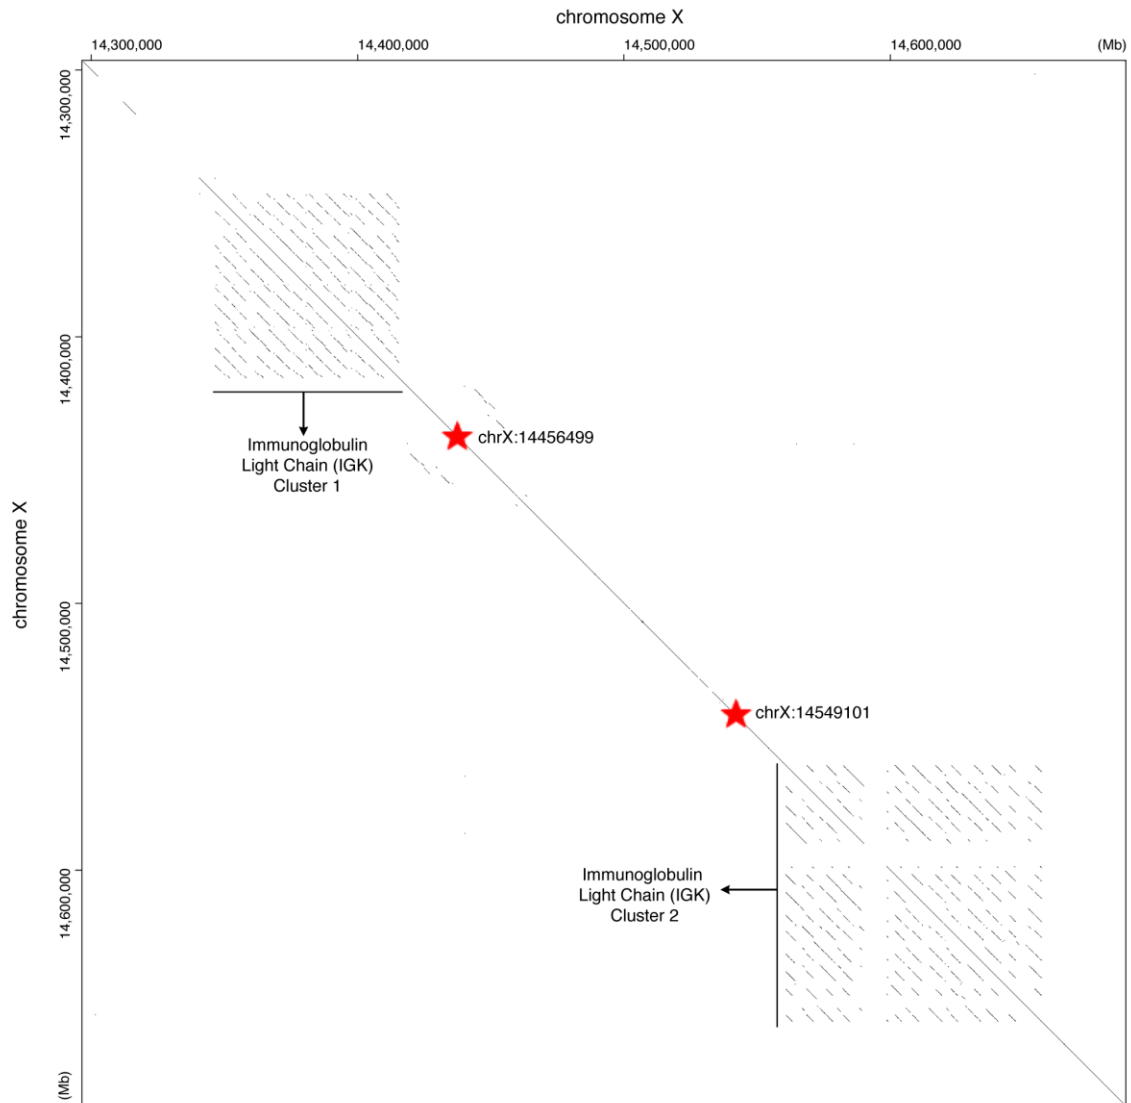 chromosome X
14,300,000 14,400,000 14,500,000 14,600,000 (Mb)
14,300,000
14,400,000
Immunoglobulin
Light Chain (IGK)
Cluster 1
chrX:14456499
chromosome X
14,500,000
chrX:14549101
14,600,000
Immunoglobulin
Light Chain (IGK)
Cluster 2
(Mb)